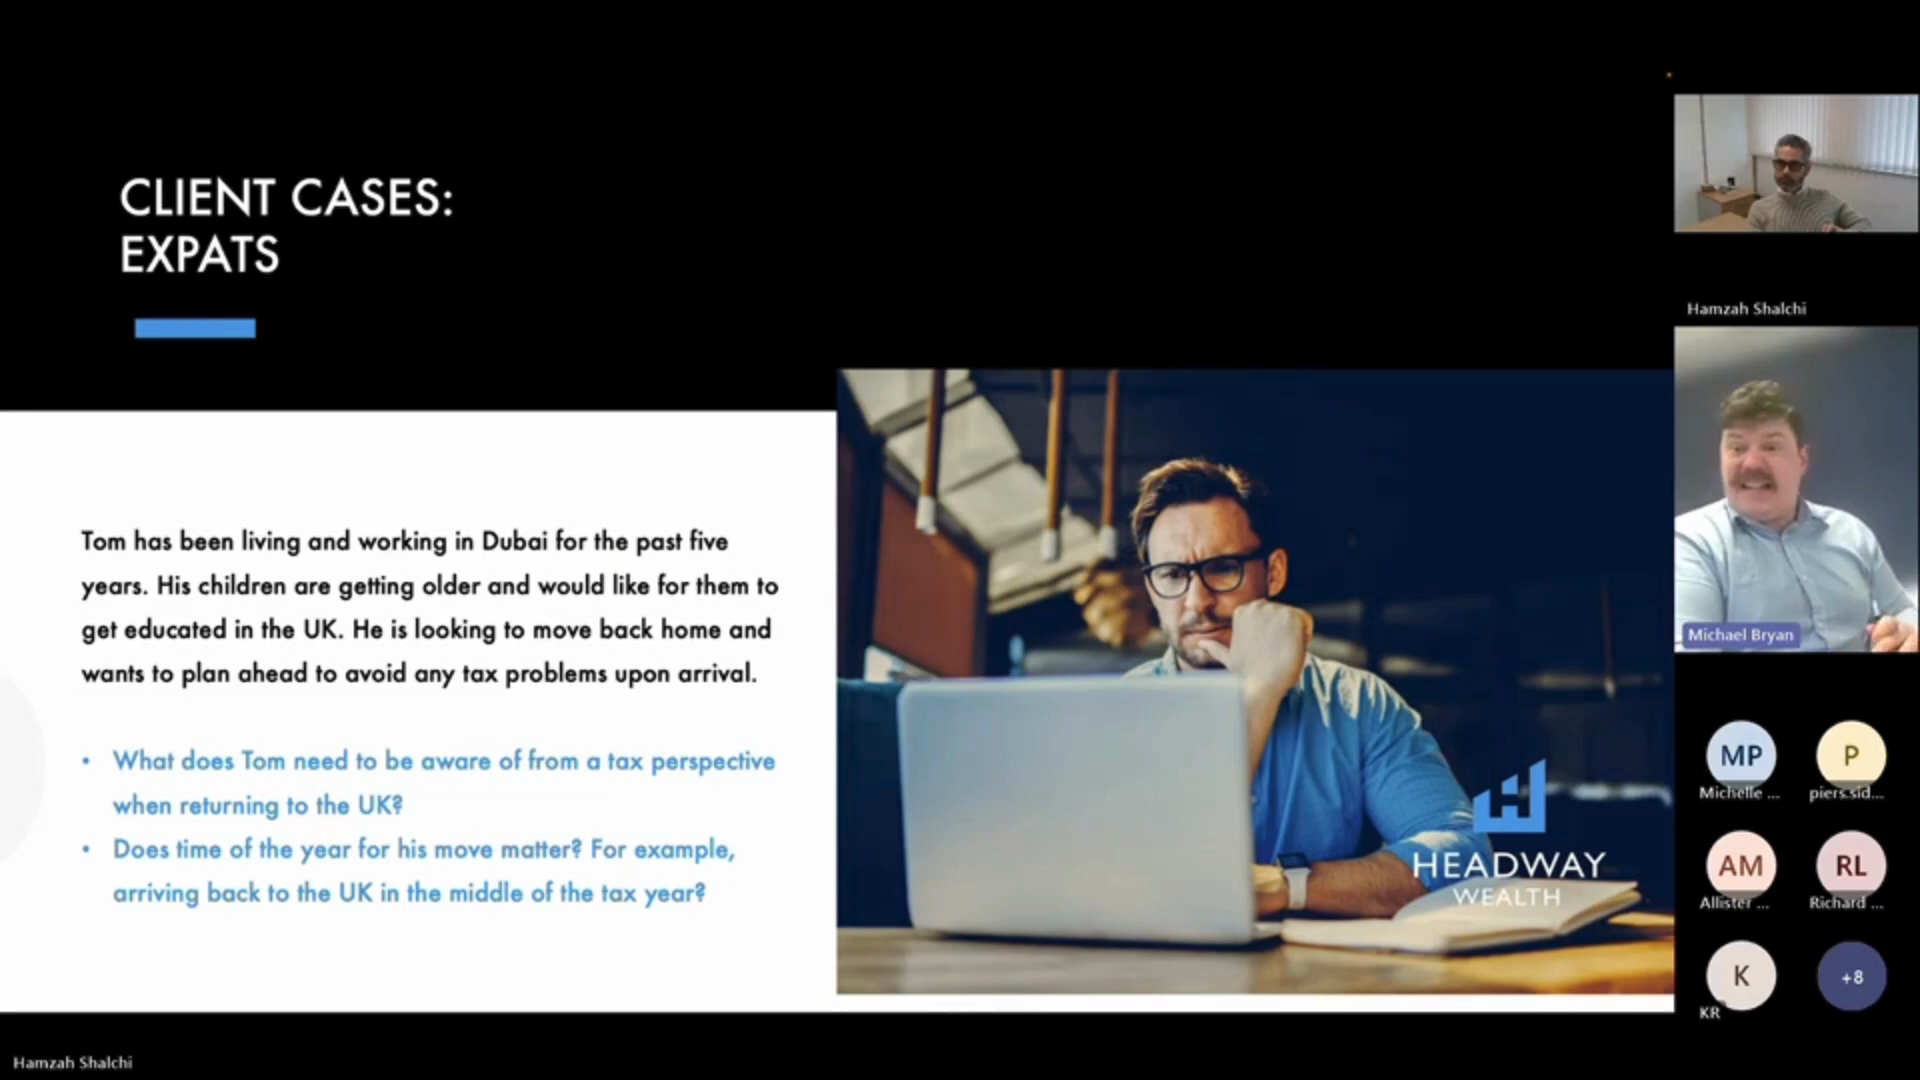 CLIENT CASES:
EXPATS
Tom has been living and working in Dubai for the past five
years. His children are getting older and would like for them to
get educated in the UK. He is looking to move back home and
wants to plan ahead to avoid any tax problems upon arrival.
• What does Tom need to be aware of from a tax perspective
when returning to the UK?
• Does time of the year for his move matter? For example,
arriving back to the UK in the middle of the tax year?
HEADWAY
WEALTH
Hamzah Shalchi
Michael Bryan
MP
Michelle ...
P
piers.sid...
AM
Allister ...
RL
Richard ...
K
KR
+8
Hamzah Shalchi